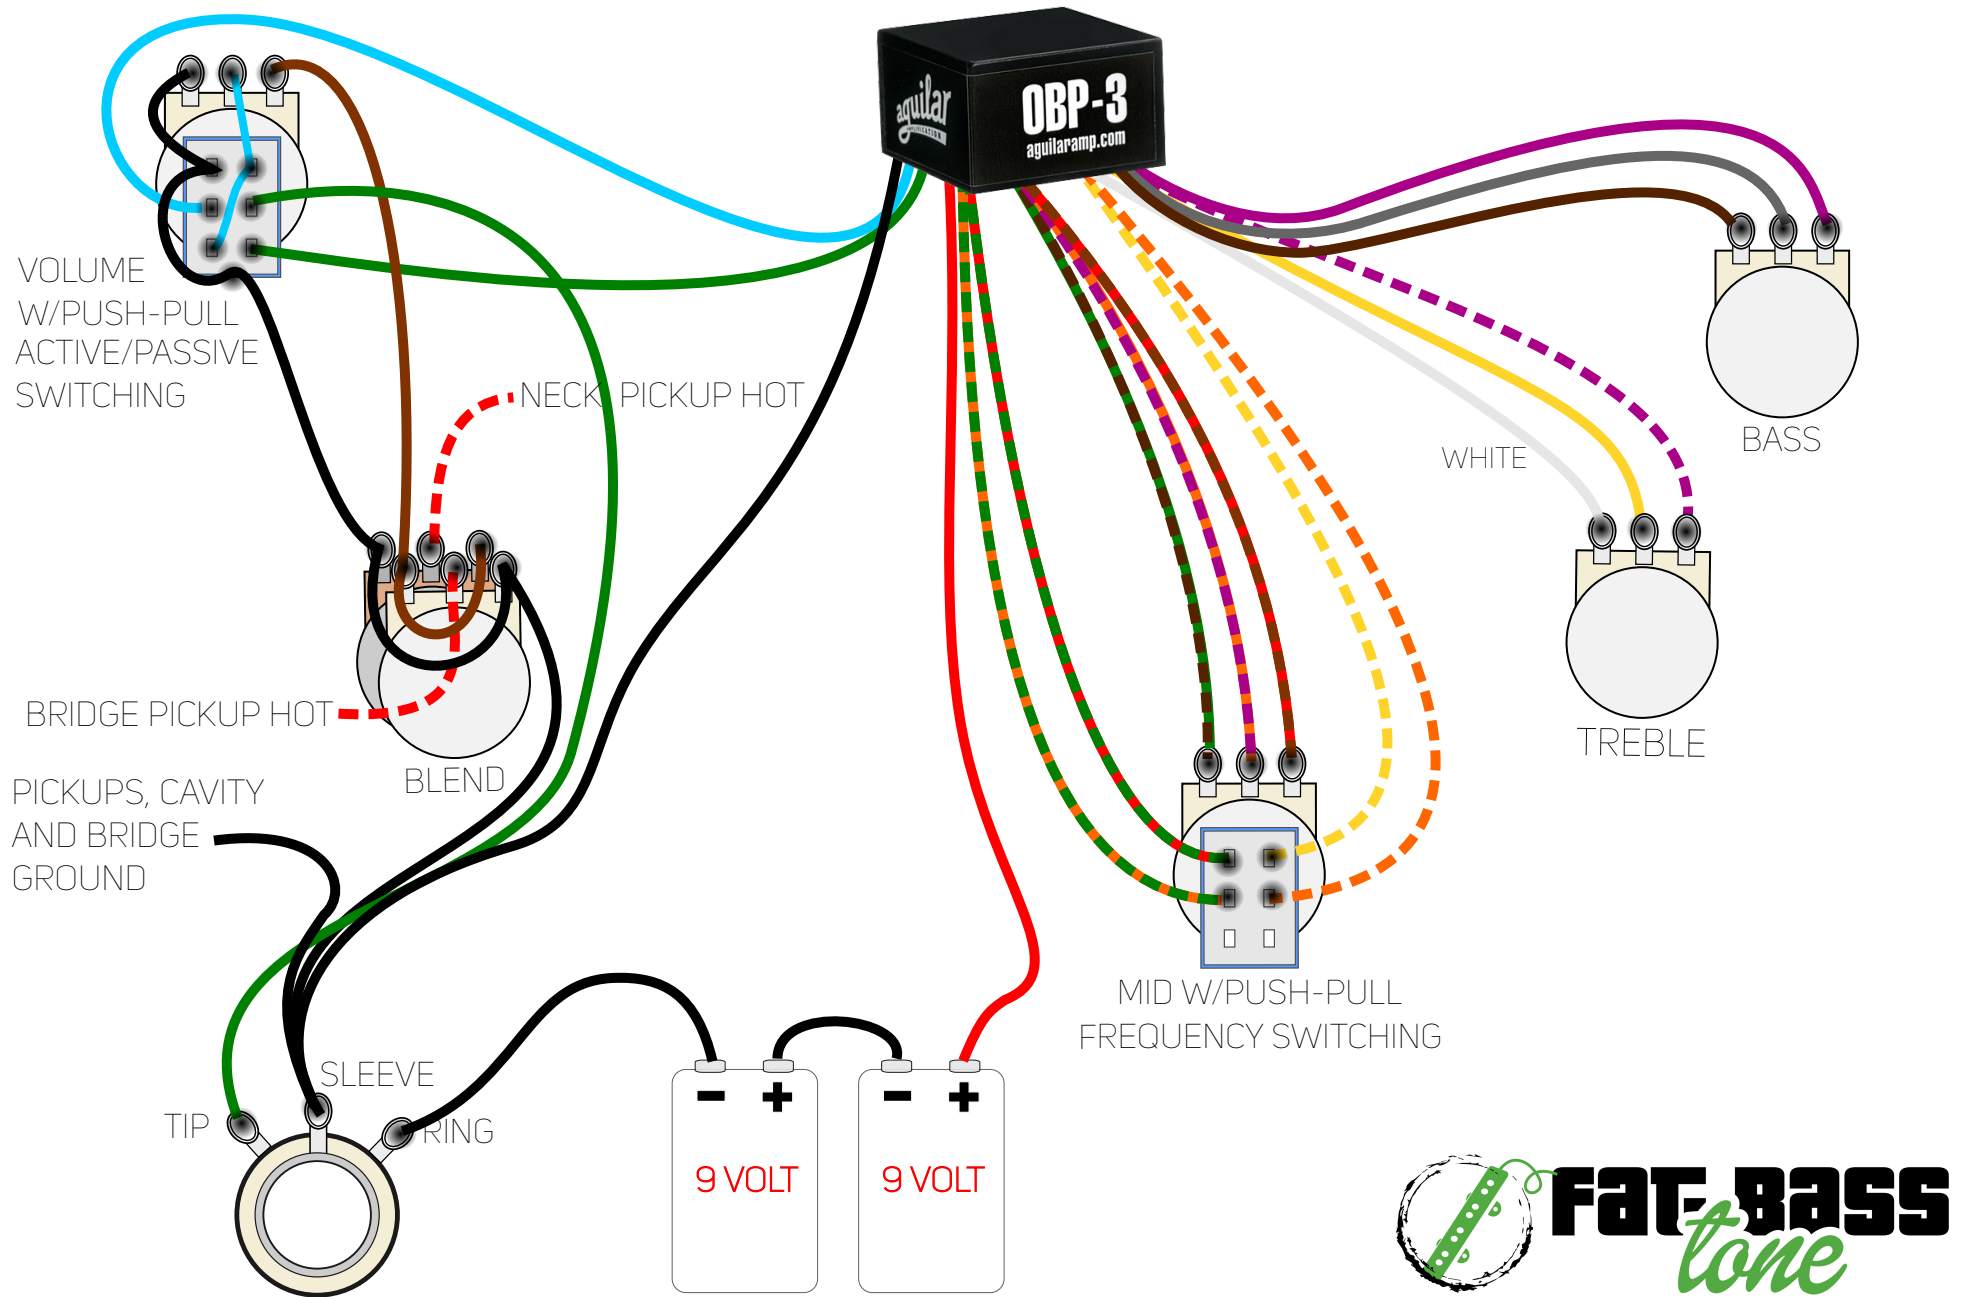 aguilar
AMPLIFICATION
OBP-3
aguilaramp.com
VOLUME
W/PUSH-PULL
ACTIVE/PASSIVE
SWITCHING
NECK PICKUP HOT
BASS
WHITE
TREBLE
BRIDGE PICKUP HOT
BLEND
PICKUPS, CAVITY
AND BRIDGE
GROUND
MID W/PUSH-PULL
FREQUENCY SWITCHING
SLEEVE
TIP
RING
- +
- +
9 VOLT
9 VOLT
FAT BASS
tone